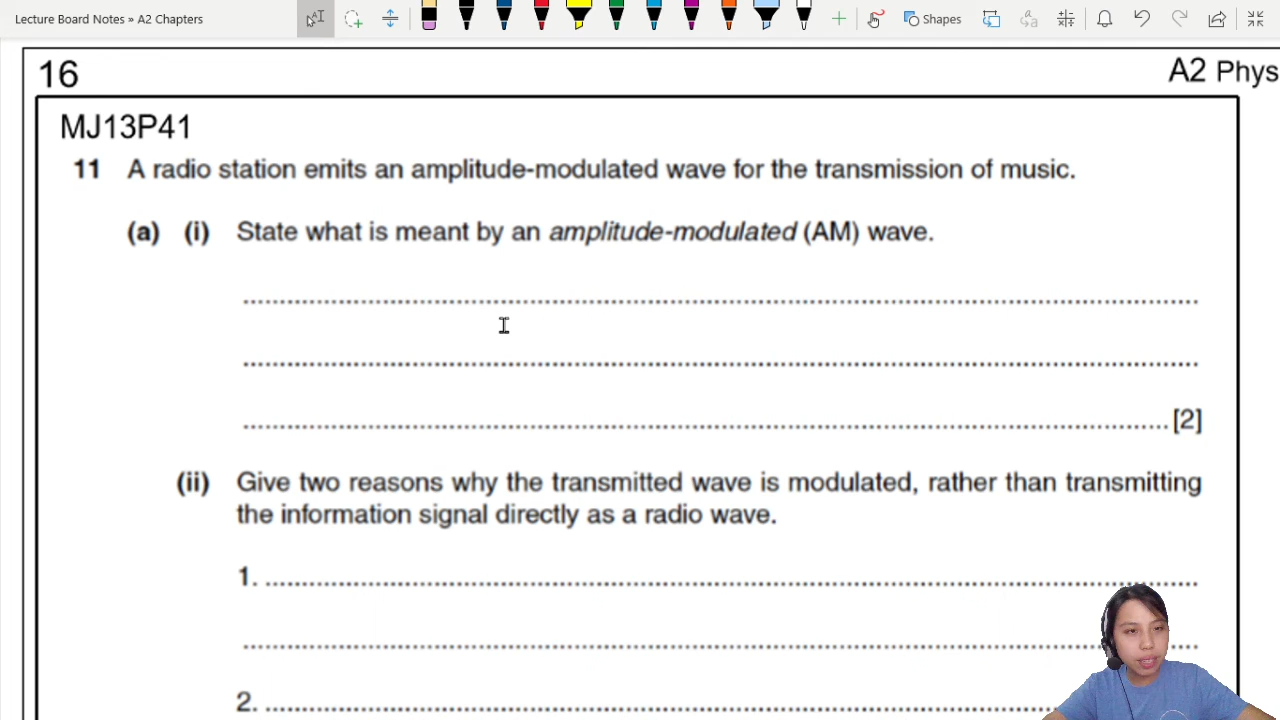 Lecture Board Notes » A2 Chapters
Shapes
16
A2 Phys
MJ13P41
11 A radio station emits an amplitude-modulated wave for the transmission of music.
(a) (i) State what is meant by an amplitude-modulated (AM) wave.
[2]
(ii) Give two reasons why the transmitted wave is modulated, rather than transmitting
the information signal directly as a radio wave.
1.
2.